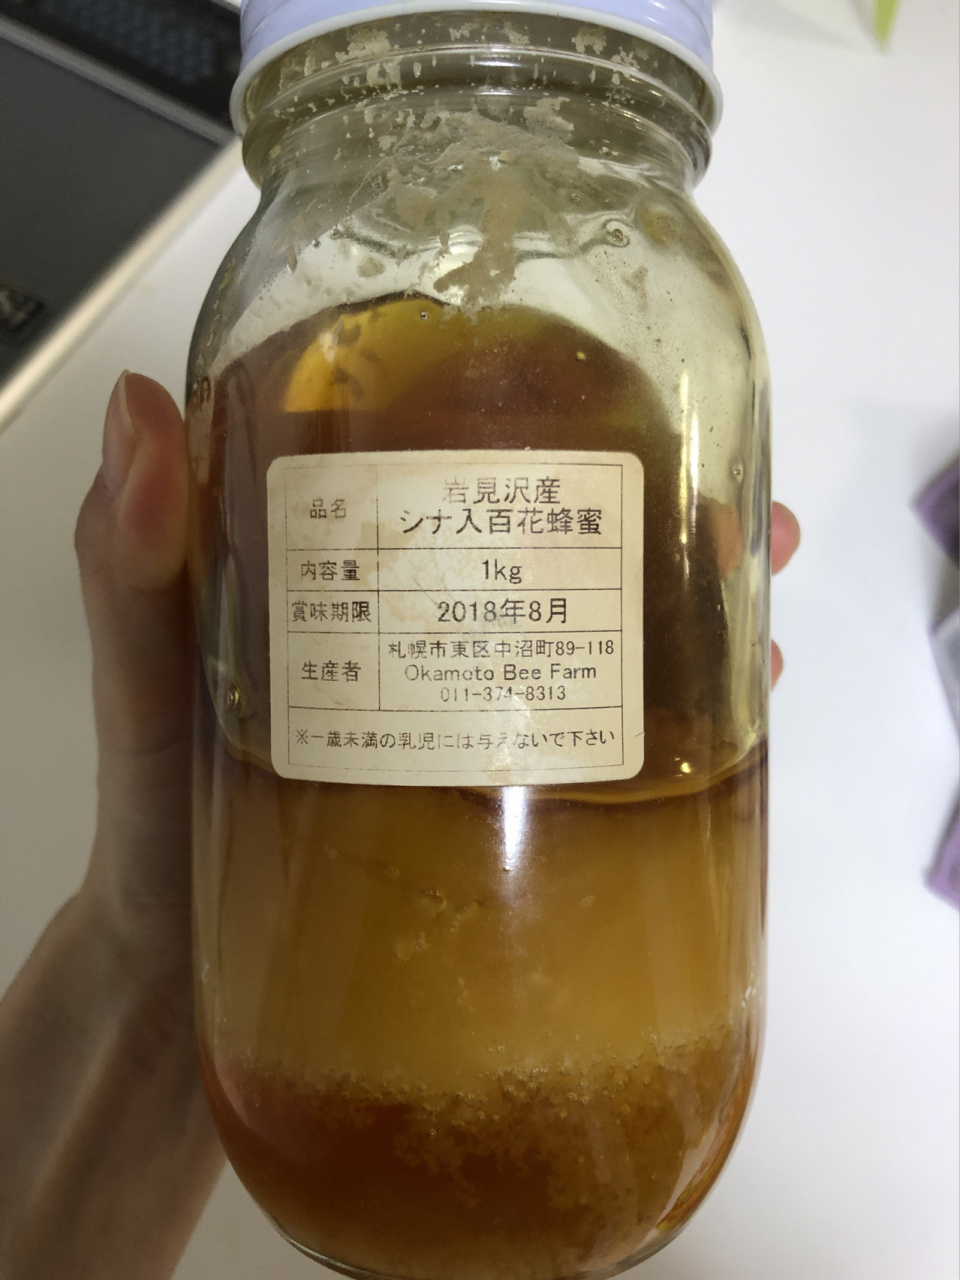 品名
岩見沢産
シナ入百花蜂蜜
内容量
1kg
賞味期限
2018年8月
生産者
札幌市東区中沼町89-118
Okamoto Bee Farm
011-374-8313
※一歳未満の乳児には与えないで下さい